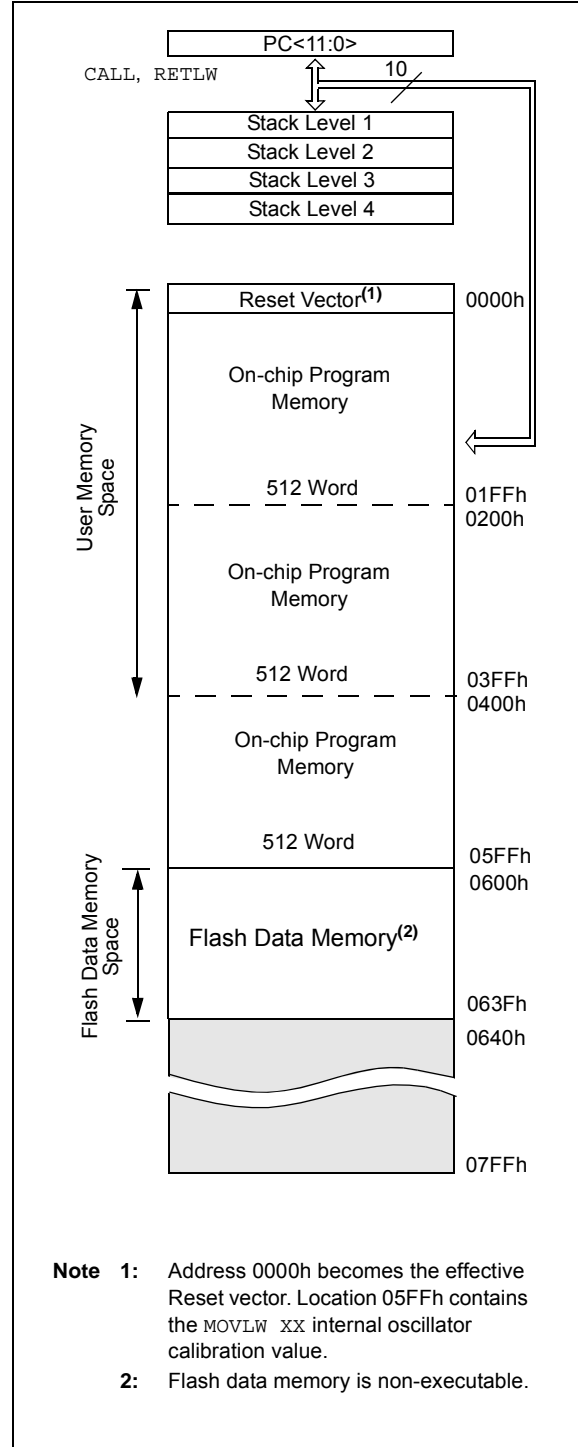 PC<11:0>
CALL, RETLW
10
Stack Level 1
Stack Level 2
Stack Level 3
Stack Level 4
Reset Vector(1)
0000h
On-chip Program
Memory
User Memory
Space
512 Word
01FFh
0200h
On-chip Program
Memory
512 Word
03FFh
0400h
On-chip Program
Memory
512 Word
05FFh
0600h
Flash Data Memory
Space
Flash Data Memory(2)
063Fh
0640h
07FFh
Note 1: Address 0000h becomes the effective
Reset vector. Location 05FFh contains
the MOVLW XX internal oscillator
calibration value.
2: Flash data memory is non-executable.